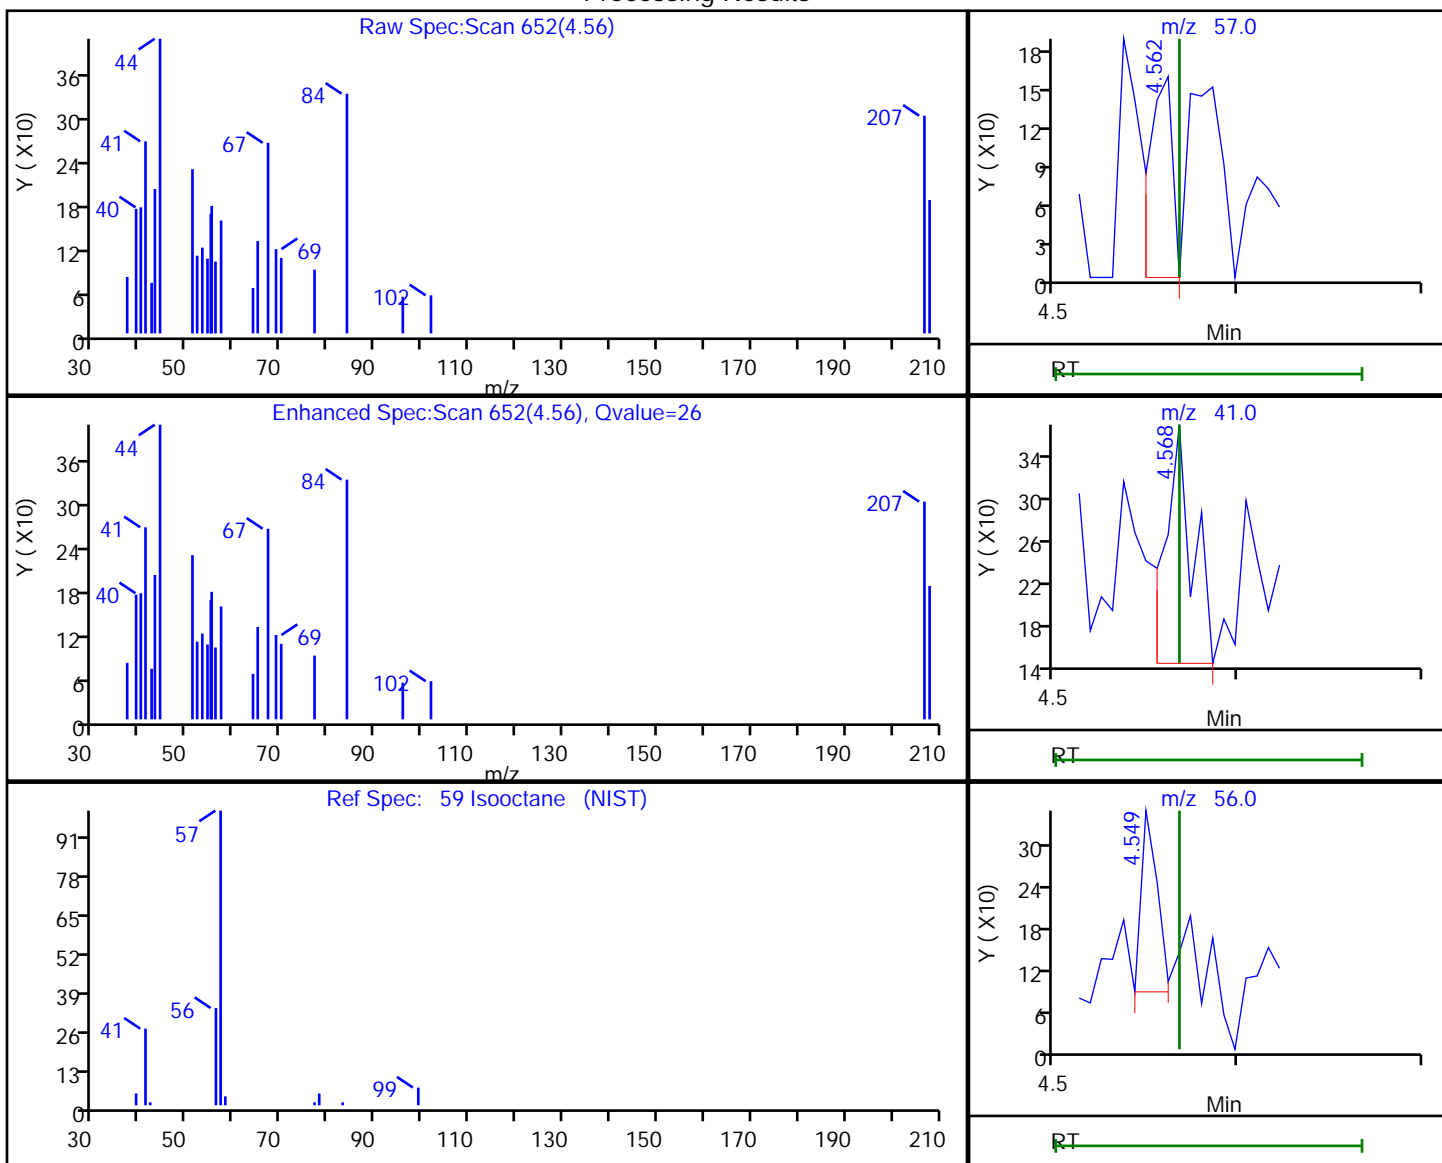 Processing Results
Raw Spec:Scan 652(4.56)
Y ( X10)
36
30
24
18
12
6
0
44
41
40
67
69
84
102
207
30 50 70 90 110 130 150 170 190 210
m/z
m/z 57.0
Y ( X10)
18
15
12
9
6
3
0
4.562
4.5
Min
RT
Enhanced Spec:Scan 652(4.56), Qvalue=26
Y ( X10)
36
30
24
18
12
6
0
44
41
40
67
69
84
102
207
30 50 70 90 110 130 150 170 190 210
m/z
m/z 41.0
Y ( X10)
34
30
26
22
18
14
4.568
4.5
Min
RT
Ref Spec: 59 Isooctane (NIST)
91
78
65
52
39
26
13
0
57
56
41
99
30 50 70 90 110 130 150 170 190 210
m/z 56.0
Y ( X10)
30
24
18
12
6
0
4.549
4.5
Min
RT